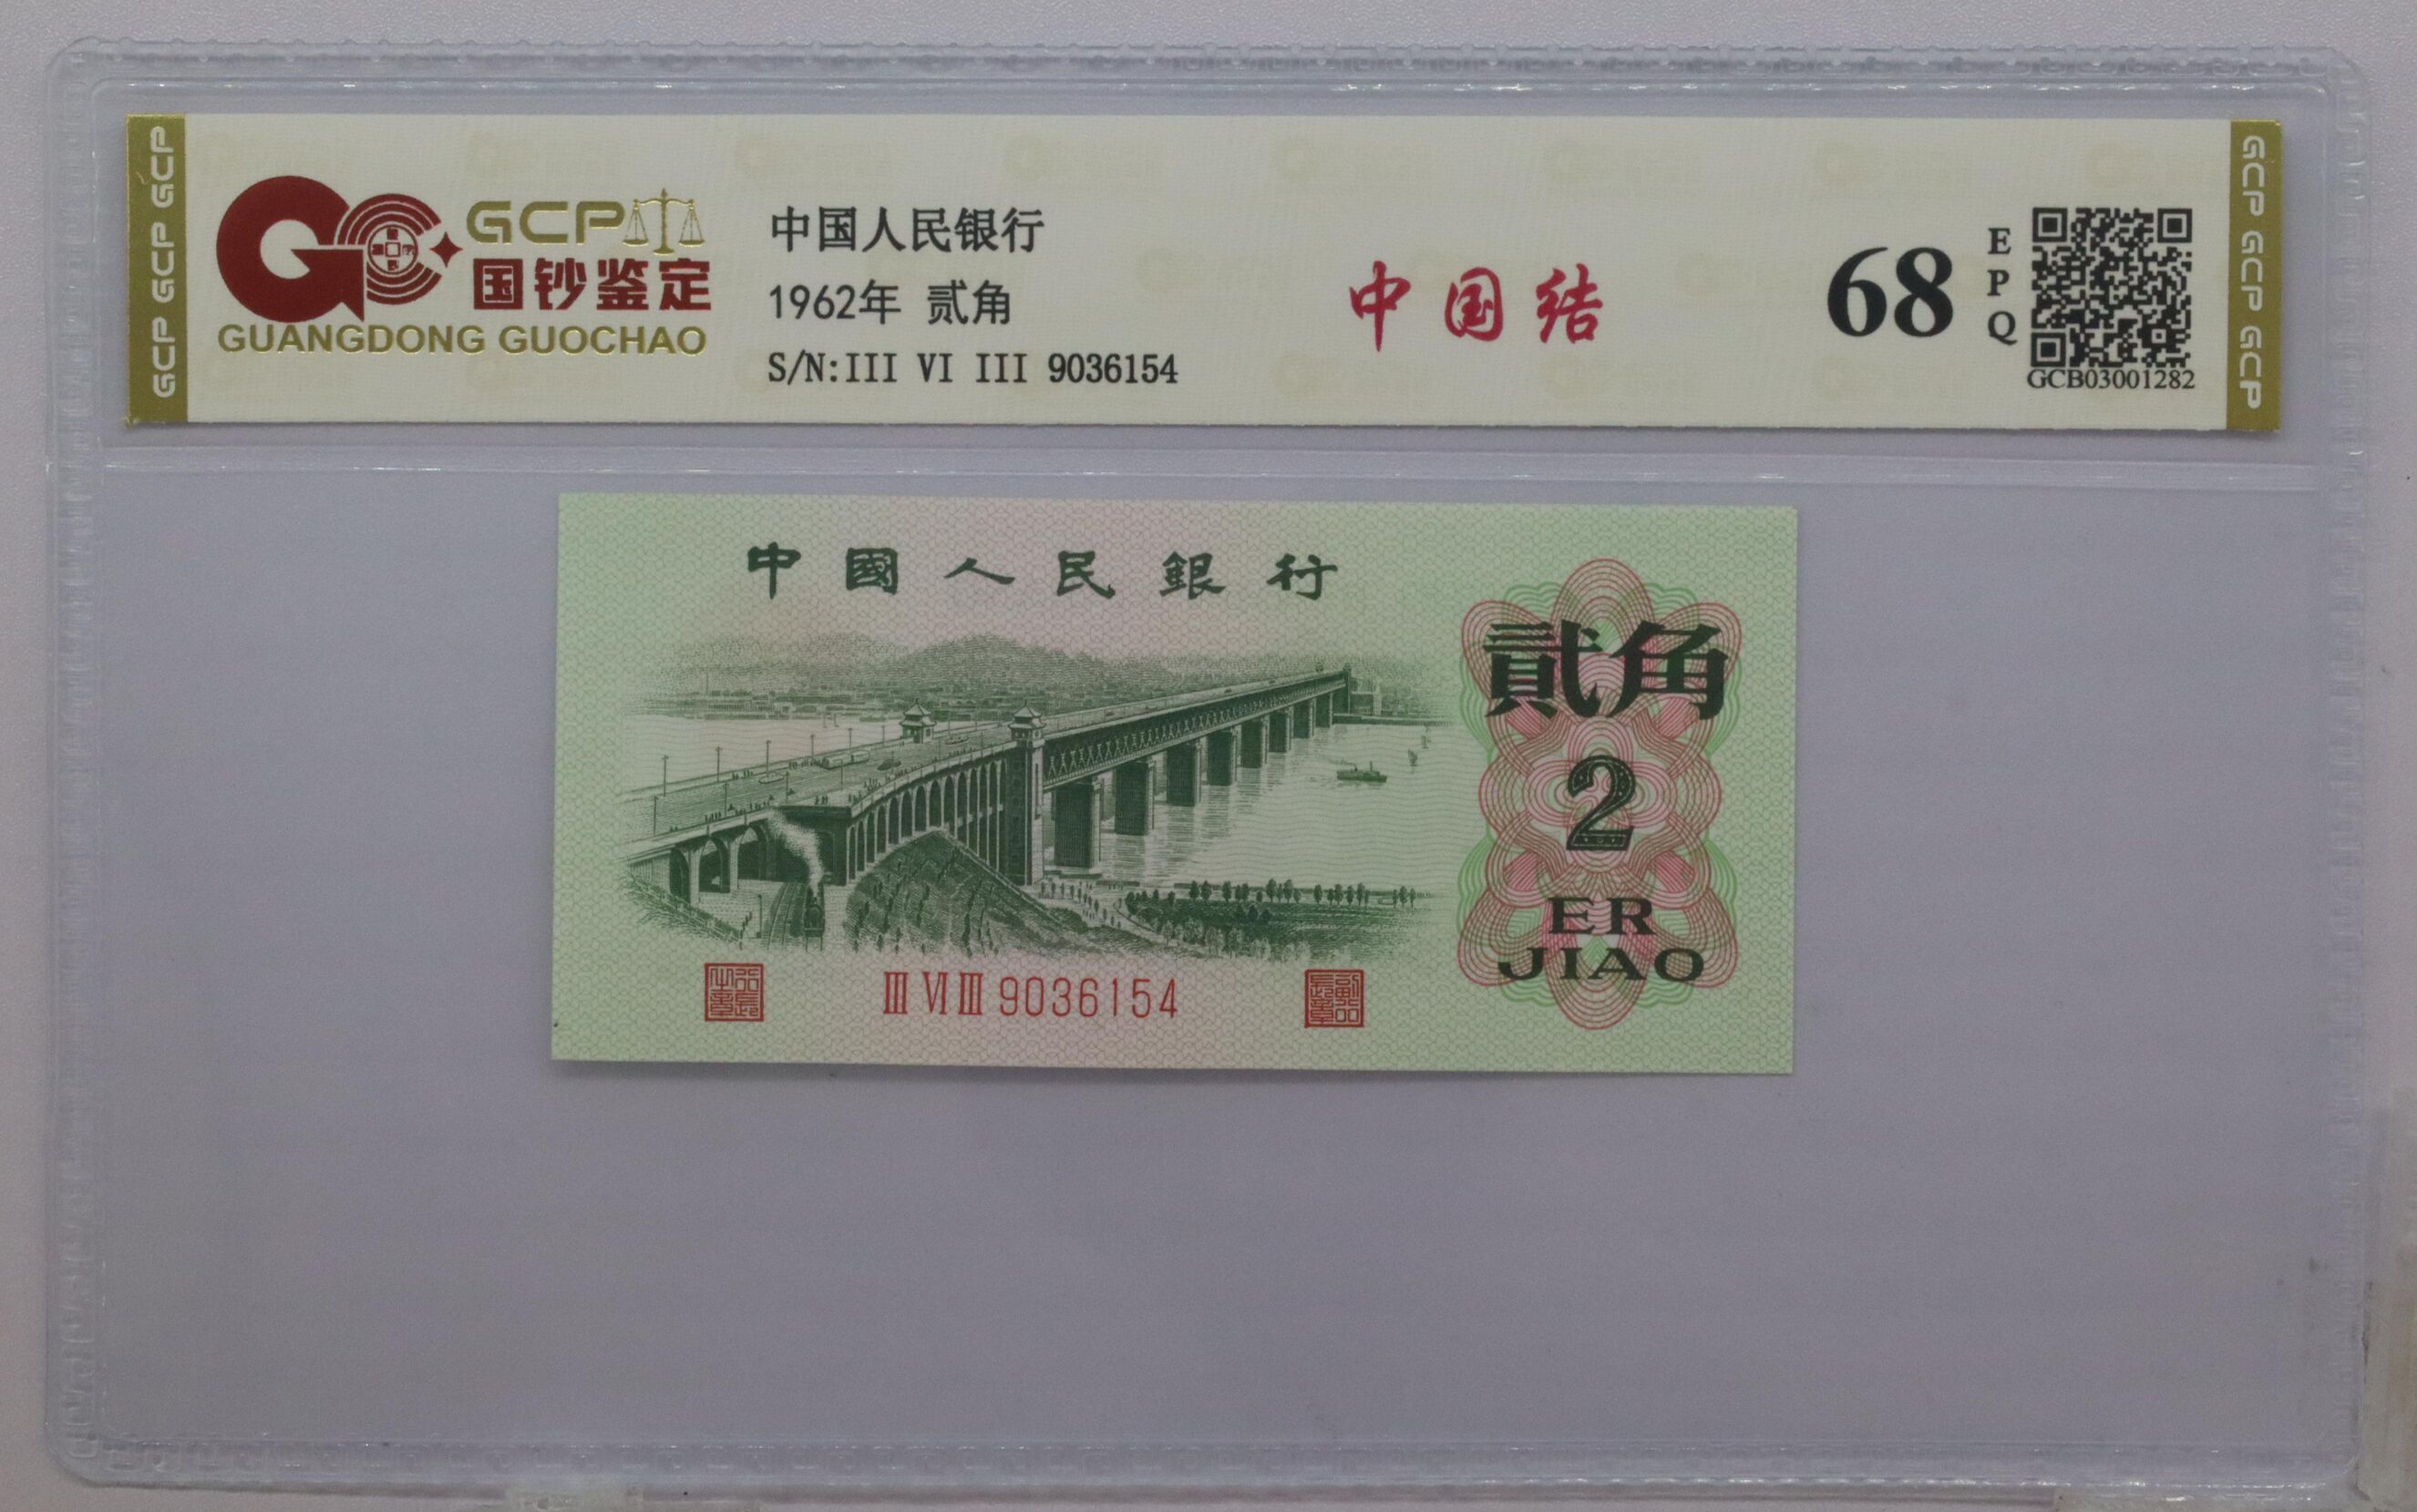 GCP GCP GCP
GCP
国钞鉴定
GUANGDONG GUOCHAO
中国人民银行
1962年 贰角
S/N:III VI III 9036154
中国结
68
EPQ
GCB03001282
GCP GCP GCP
中國人民銀行
貳角
2
ER
JIAO
III VI III 9036154